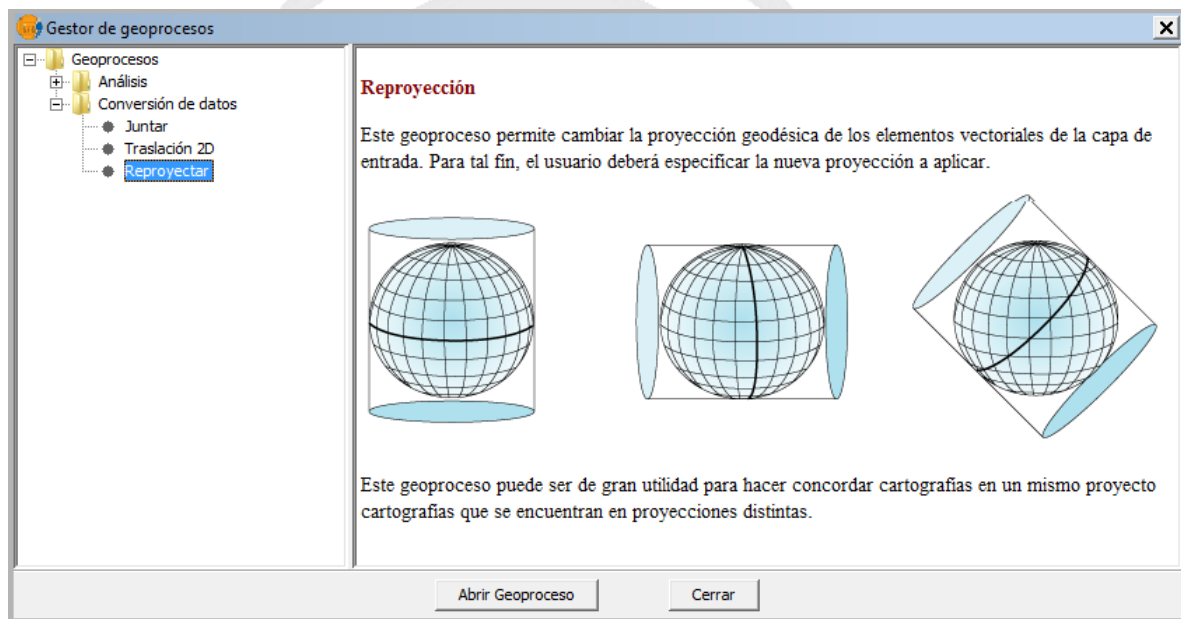 Gestor de geoprocesos
Geoprocesos
Análisis
Conversión de datos
Juntar
Traslación 2D
Reproyectar
Reproyección
Este geoproceso permite cambiar la proyección geodésica de los elementos vectoriales de la capa de
entrada. Para tal fin, el usuario deberá especificar la nueva proyección a aplicar.
Este geoproceso puede ser de gran utilidad para hacer concordar cartografías en un mismo proyecto
cartografías que se encuentran en proyecciones distintas.
Abrir Geoproceso
Cerrar